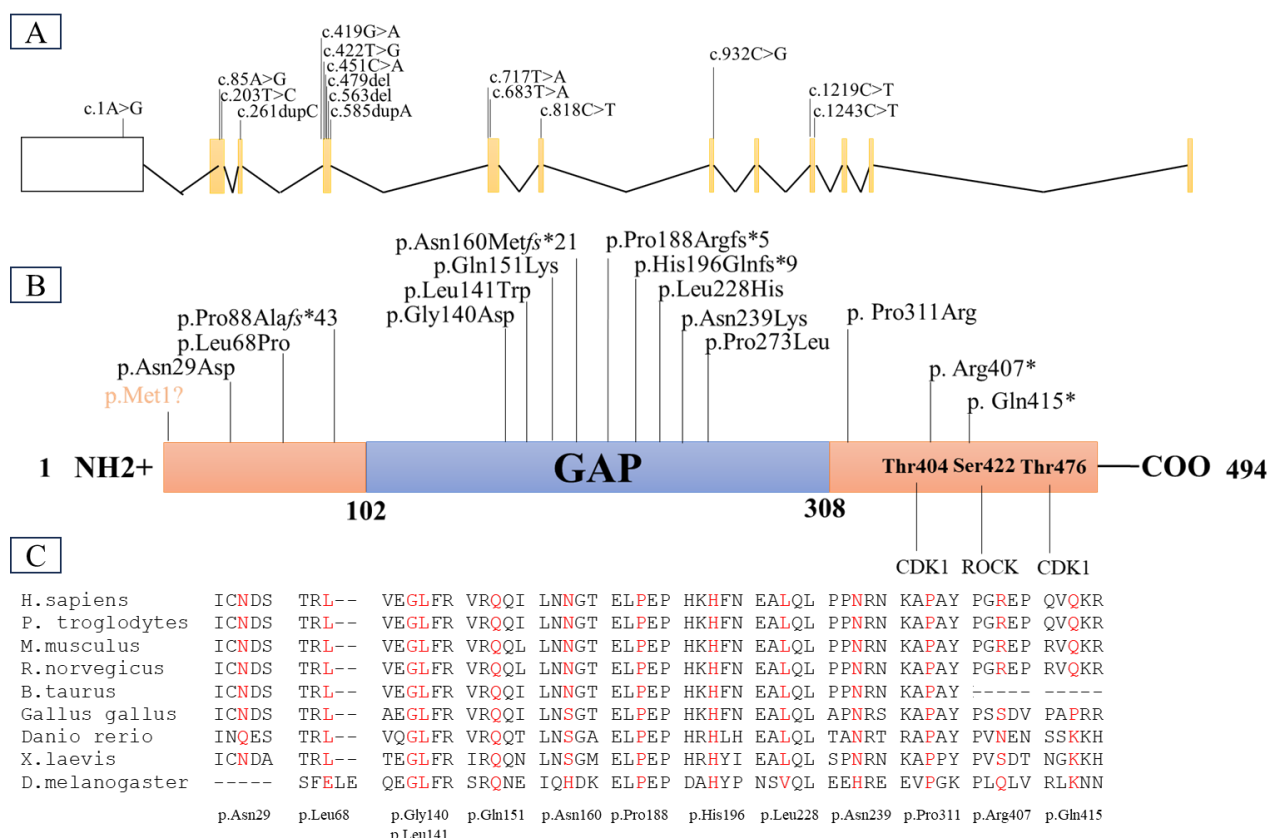 A
c.419G>A
c.422T>G
c.451C>A
c.479del
c.563del
c.585dupA
c.932C>G
c.85A>G
c.203T>C
c.261dupC
c.717T>A
c.683T>A
c.818C>T
c.1219C>T
c.1243C>T
c.1A>G
B
p.Asn160Metfs*21
p.Gln151Lys
p.Leu141Trp
p.Gly140Asp
p.Pro188Argfs*5
p.His196Glnfs*9
p.Leu228His
p.Asn239Lys
p.Pro273Leu
p.Pro88Alafs*43
p.Leu68Pro
p.Asn29Asp
p.Met1?
p. Pro311Arg
p. Arg407*
p. Gln415*
1 NH2+ GAP Thr404 Ser422 Thr476 COO 494
102 308
CDK1 ROCK CDK1
C
H.sapiens ICNDS TRL-- VEGLFR VRQQI LNNGT ELPEP HKHFN EALQL PPNRN KAPAY PGREP QVQKR
P. troglodytes ICNDS TRL-- VEGLFR VRQQI LNNGT ELPEP HKHFN EALQL PPNRN KAPAY PGREP QVQKR
M.musculus ICNDS TRL-- VEGLFR VRQQL LNNGT ELPEP HKHFN EALQL PPNRN KAPAY PGREP RVQKR
R.norvegicus ICNDS TRL-- VEGLFR VRQQL LNNGT ELPEP HKHFN EALQL PPNRN KAPAY PGREP RVQKR
B.taurus ICNDS TRL-- VEGLFR VRQQI LNNGT ELPEP HKHFN EALQL PPNRN KAPAY ----- -----
Gallus gallus ICNDS TRL-- AEGLFR VRQQI LNSGT ELPEP HKHFN EALQL APNRS KAPAY PSSDV PAPRR
Danio rerio INQES TRL-- VQGLFR VRQQT LNSGA ELPEP HRHLH EALQL TANRT RAPAY PVNEN SSKKH
X.laevis ICNDA TRL-- TEGLFR IRQQN LNSGM ELPEP HRHYI EALQL SPNRN KAPPY PVSDT NGKKH
D.melanogaster ----- SFELE QEGLFR SRQNE IQHDK ELPEP DAHYP NSVQL EEHRE EVPGK PLQLV RLKNN
p.Asn29 p.Leu68 p.Gly140 p.Gln151 p.Asn160 p.Pro188 p.His196 p.Leu228 p.Asn239 p.Pro311 p.Arg407 p.Gln415
p.Leu141